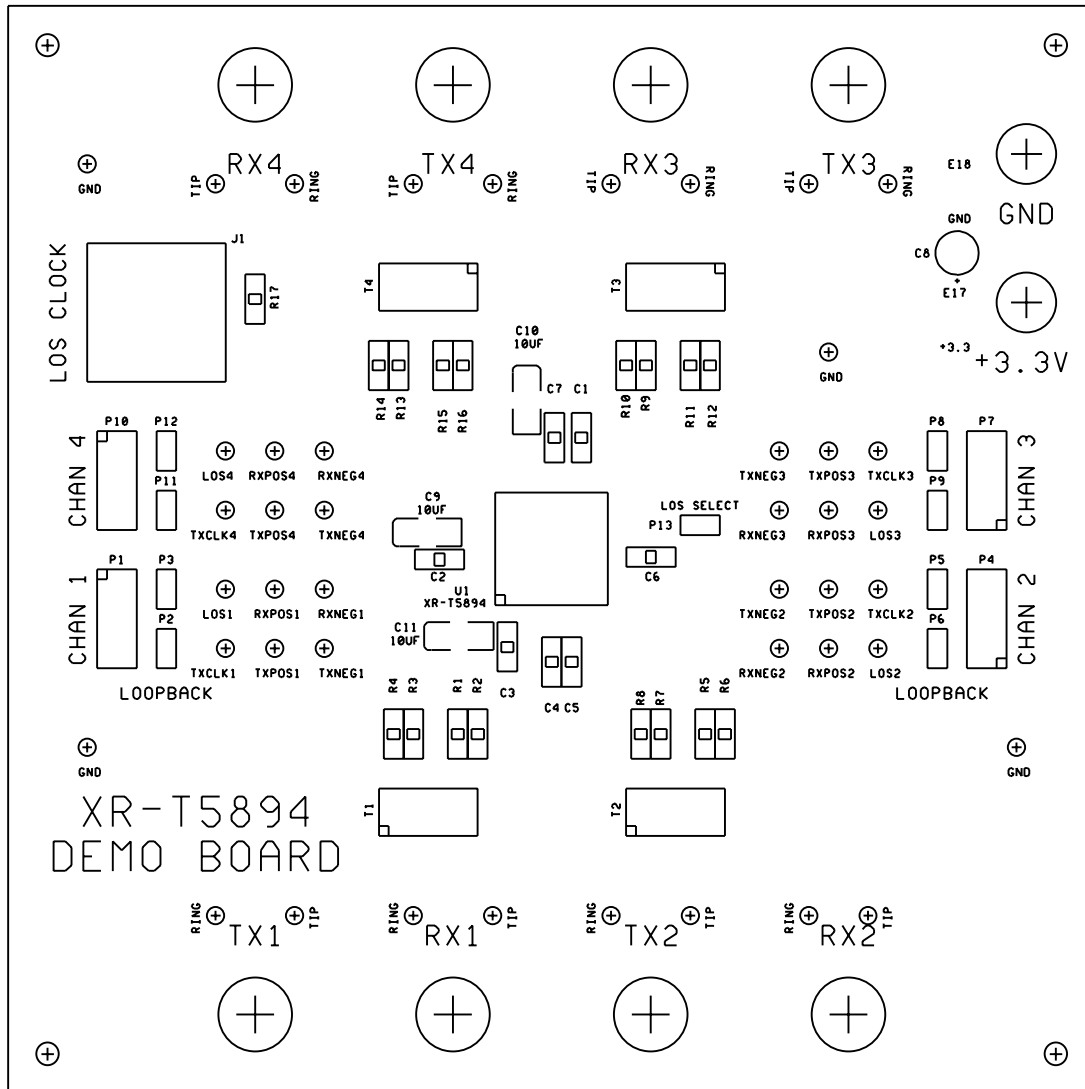 RX4
TX4
RX3
TX3
GND
TIP
RING
TIP
RING
TIP
RING
TIP
RING
E18
GND
GND
LOS CLOCK
J1
R17
T4
T3
C8
E17
+3.3
+3.3V
GND
C10
10UF
C7
C1
R14
R13
R15
R16
R10
R9
R11
R12
CHAN 4
P10
P12
P11
LOS4
RXPOS4
RXNEG4
TXCLK4
TXPOS4
TXNEG4
C9
10UF
C2
U1
XR-T5894
LOS SELECT
P13
C6
TXNEG3
TXPOS3
TXCLK3
RXNEG3
RXPOS3
LOS3
P8
P9
P7
CHAN 3
CHAN 1
P1
P3
P2
LOS1
RXPOS1
RXNEG1
TXCLK1
TXPOS1
TXNEG1
LOOPBACK
C11
10UF
C3
C4
C5
TXNEG2
TXPOS2
TXCLK2
RXNEG2
RXPOS2
LOS2
P5
P6
P4
CHAN 2
LOOPBACK
R4
R3
R1
R2
R8
R7
R5
R6
GND
GND
XR-T5894
DEMO BOARD
T1
T2
RING
TIP
RING
TIP
RING
TIP
RING
TIP
TX1
RX1
TX2
RX2